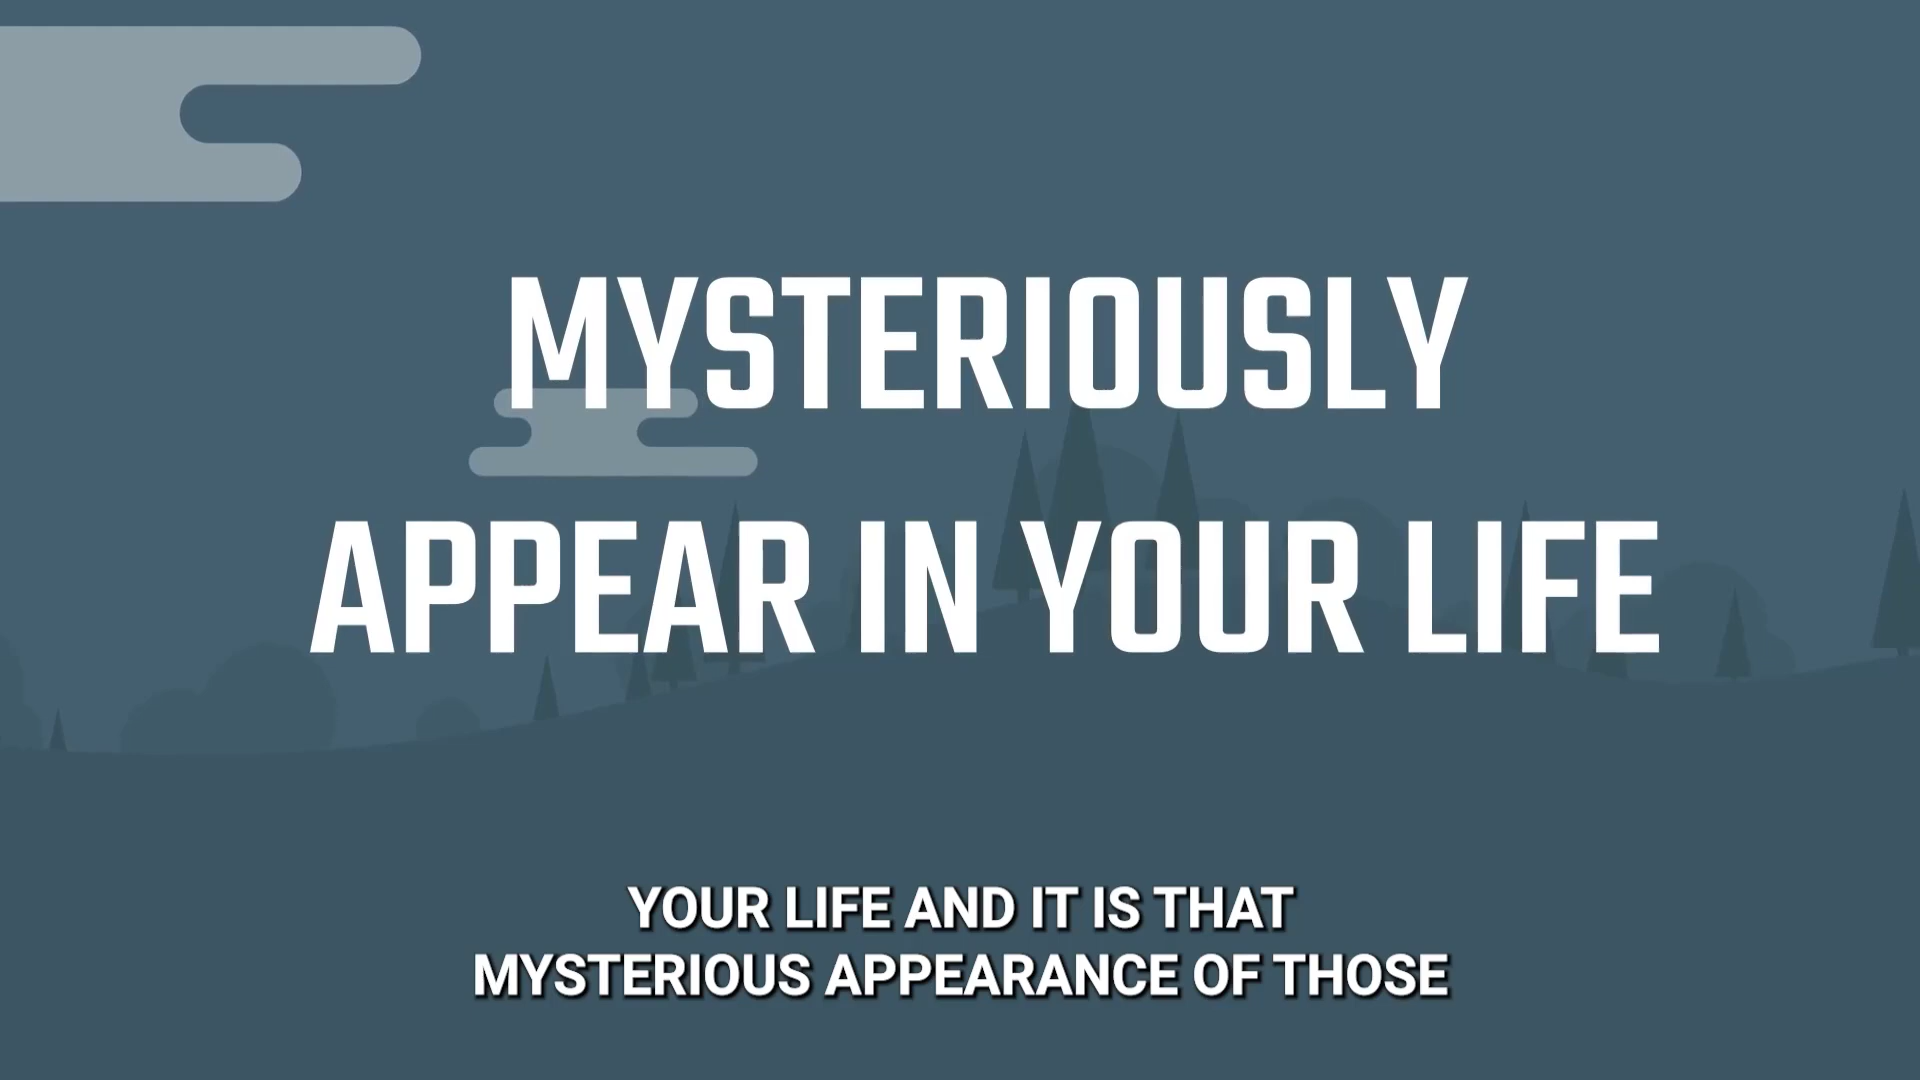 MYSTERIOUSLY
APPEAR IN YOUR LIFE
YOUR LIFE AND IT IS THAT
MYSTERIOUS APPEARANCE OF THOSE